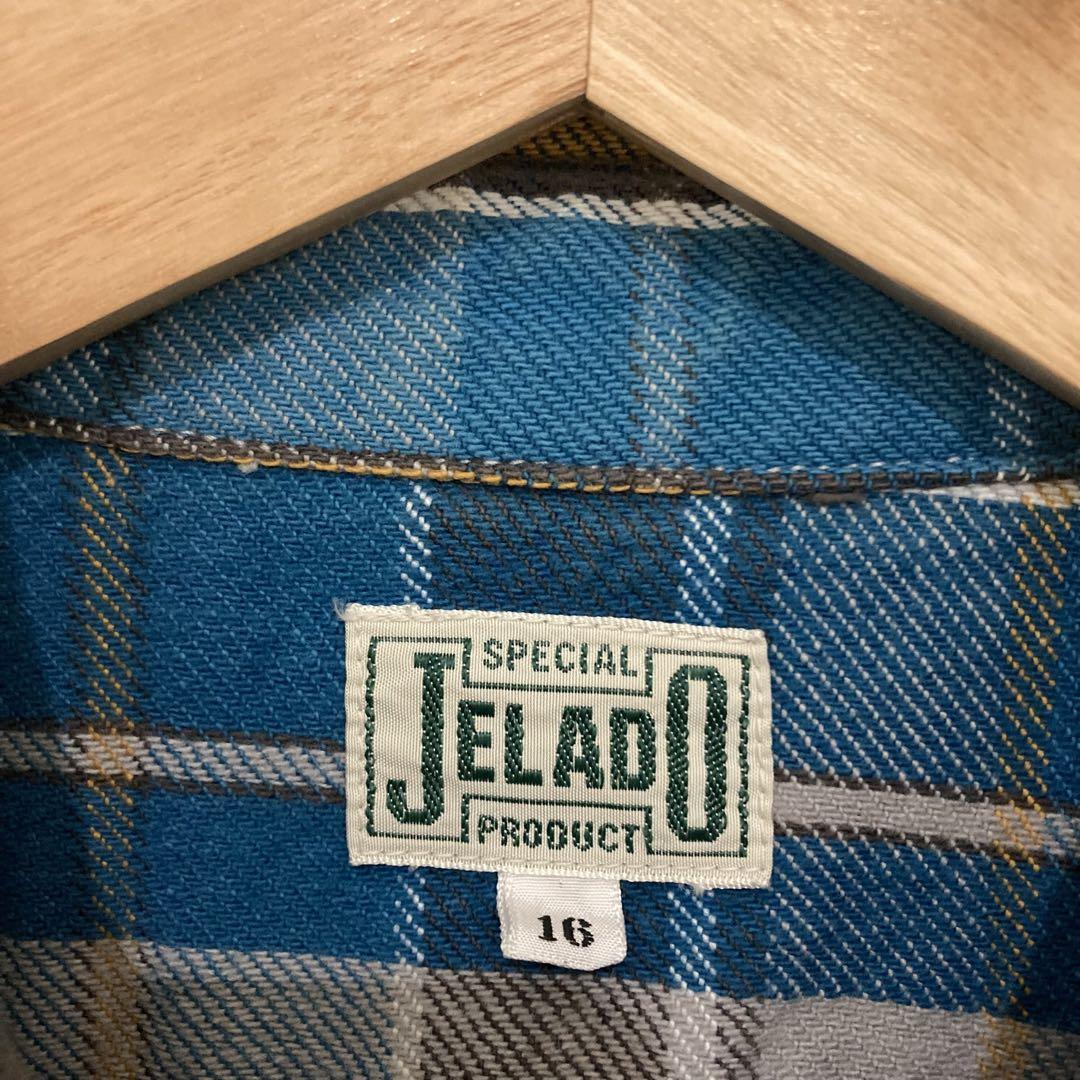 SPECIAL
JELADO
PRODUCT
16